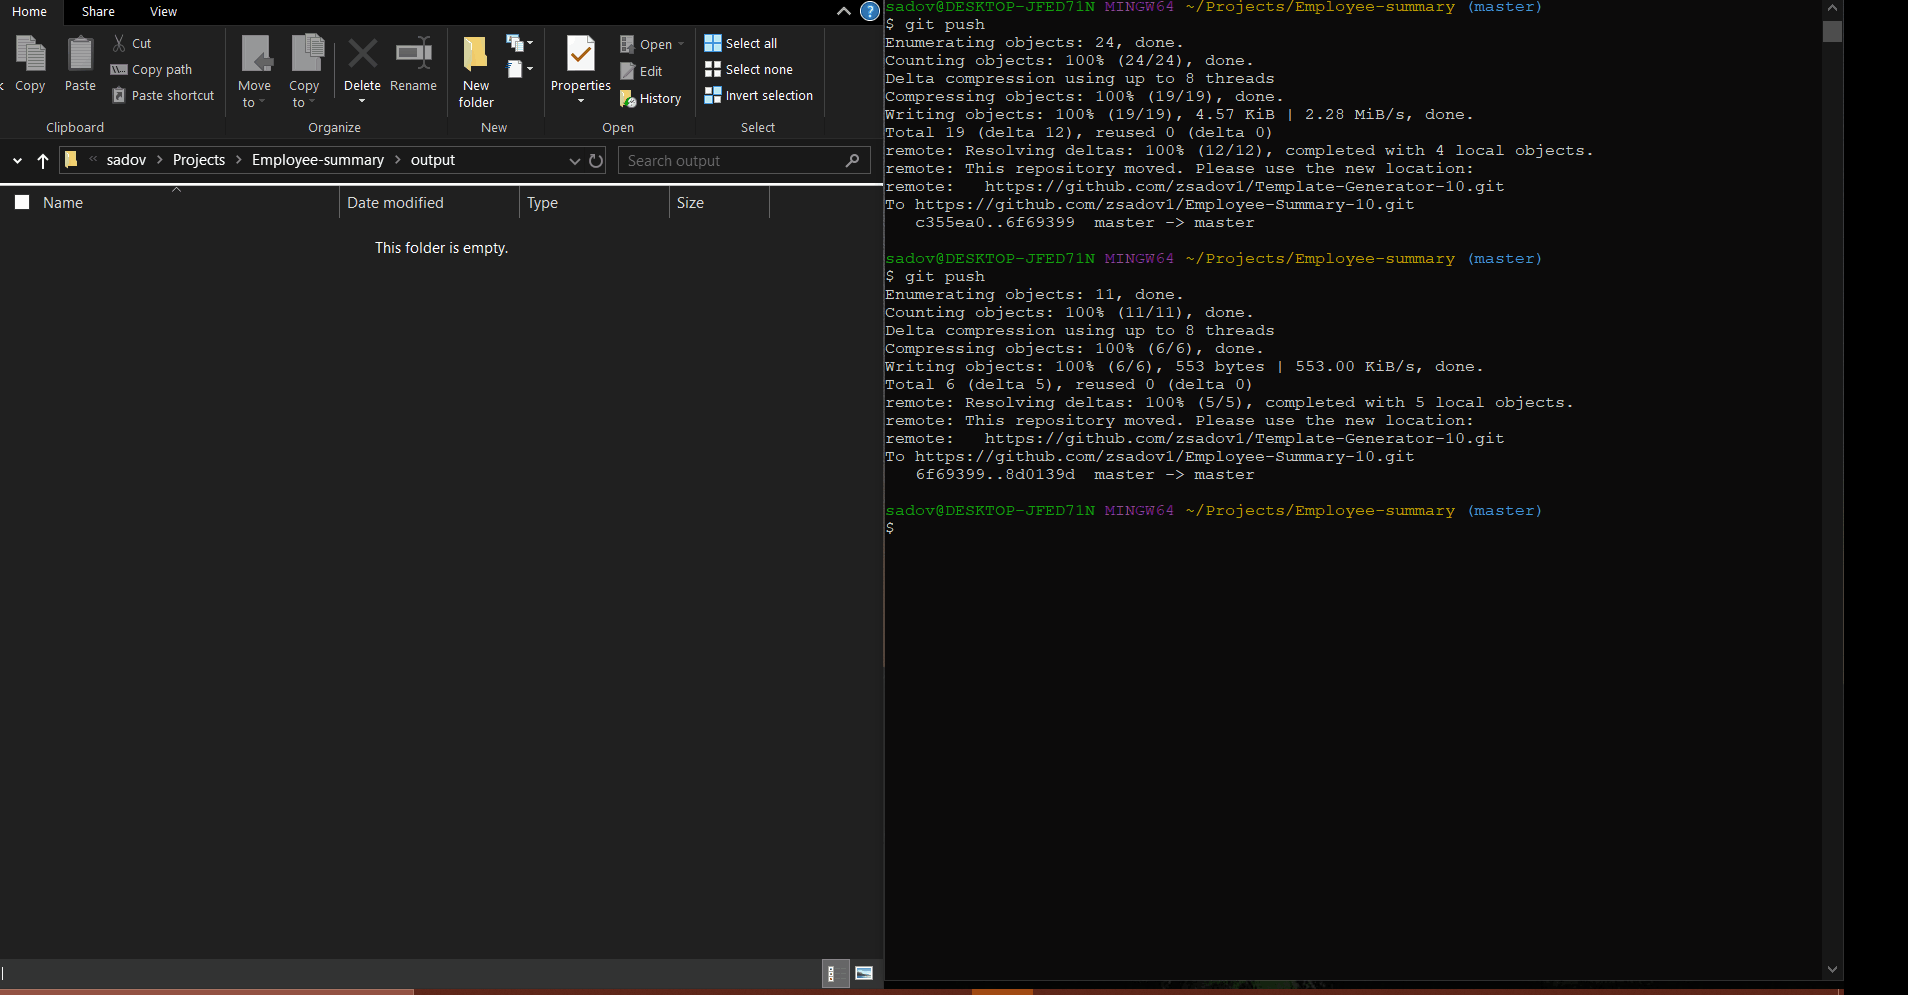 Home Share View
Copy
Paste
Cut
Copy path
Paste shortcut
Move to
Copy to
Delete
Rename
New folder
Properties
Open
Edit
History
Select all
Select none
Invert selection
Clipboard Organize New Open Select
« sadov > Projects > Employee-summary > output
Search output
Name Date modified Type Size
This folder is empty.
sadov@DESKTOP-JFED71N MINGW64 ~/Projects/Employee-summary (master)
$ git push
Enumerating objects: 24, done.
Counting objects: 100% (24/24), done.
Delta compression using up to 8 threads
Compressing objects: 100% (19/19), done.
Writing objects: 100% (19/19), 4.57 KiB | 2.28 MiB/s, done.
Total 19 (delta 12), reused 0 (delta 0)
remote: Resolving deltas: 100% (12/12), completed with 4 local objects.
remote: This repository moved. Please use the new location:
remote:   https://github.com/zsadov1/Template-Generator-10.git
To https://github.com/zsadov1/Employee-Summary-10.git
   c355ea0..6f69399  master -> master
sadov@DESKTOP-JFED71N MINGW64 ~/Projects/Employee-summary (master)
$ git push
Enumerating objects: 11, done.
Counting objects: 100% (11/11), done.
Delta compression using up to 8 threads
Compressing objects: 100% (6/6), done.
Writing objects: 100% (6/6), 553 bytes | 553.00 KiB/s, done.
Total 6 (delta 5), reused 0 (delta 0)
remote: Resolving deltas: 100% (5/5), completed with 5 local objects.
remote: This repository moved. Please use the new location:
remote:   https://github.com/zsadov1/Template-Generator-10.git
To https://github.com/zsadov1/Employee-Summary-10.git
   6f69399..8d0139d  master -> master
sadov@DESKTOP-JFED71N MINGW64 ~/Projects/Employee-summary (master)
$